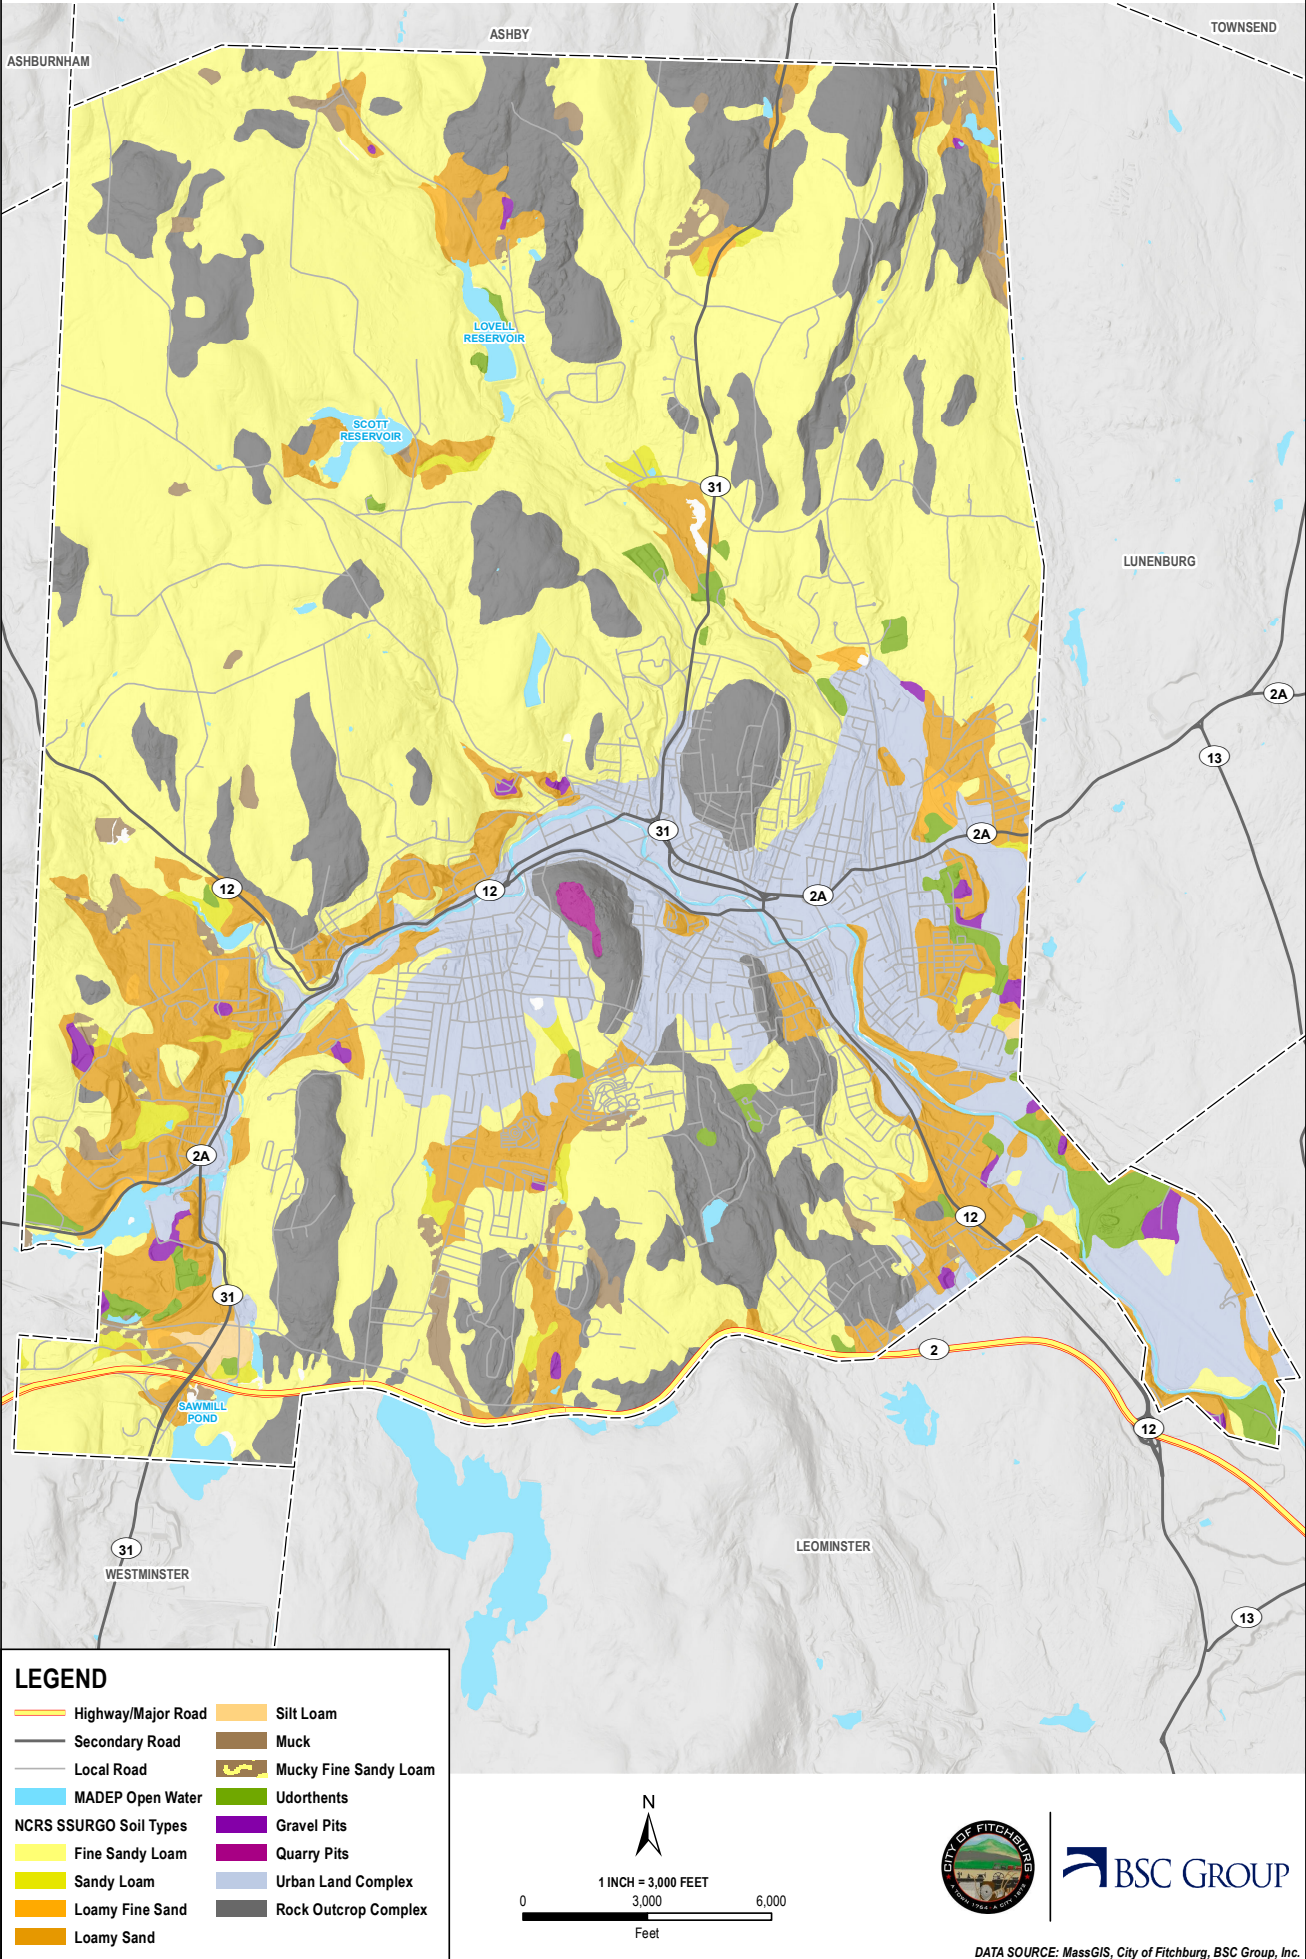 ASHBY
TOWNSEND
ASHBURNHAM
LOVELL
RESERVOIR
SCOTT
RESERVOIR
31
LUNENBURG
2A
13
31
2A
12
12
2A
2A
12
31
2
SAWMILL
POND
12
31
LEOMINSTER
WESTMINSTER
13
LEGEND
Highway/Major Road
Secondary Road
Local Road
MADEP Open Water
NCRS SSURGO Soil Types
Fine Sandy Loam
Sandy Loam
Loamy Fine Sand
Loamy Sand
Silt Loam
Muck
Mucky Fine Sandy Loam
Udorthents
Gravel Pits
Quarry Pits
Urban Land Complex
Rock Outcrop Complex
N
1 INCH = 3,000 FEET
0 3,000 6,000
Feet
CITY OF FITCHBURG
A TOWN 1764 - A CITY 1872
BSC GROUP
DATA SOURCE: MassGIS, City of Fitchburg, BSC Group, Inc.